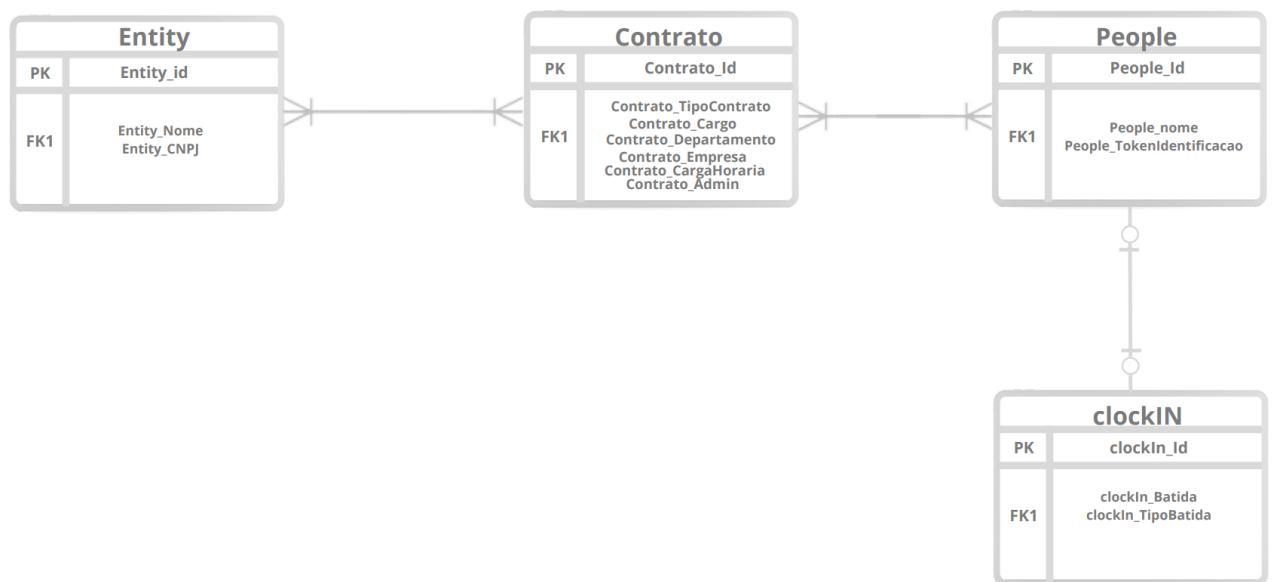 Entity
PK
Entity_id
FK1
Entity_Nome
Entity_CNPJ
Contrato
PK
Contrato_Id
FK1
Contrato_TipoContrato
Contrato_Cargo
Contrato_Departamento
Contrato_Empresa
Contrato_CargaHoraria
Contrato_Admin
People
PK
People_Id
FK1
People_nome
People_TokenIdentificacao
clockIN
PK
clockIn_Id
FK1
clockIn_Batida
clockIn_TipoBatida